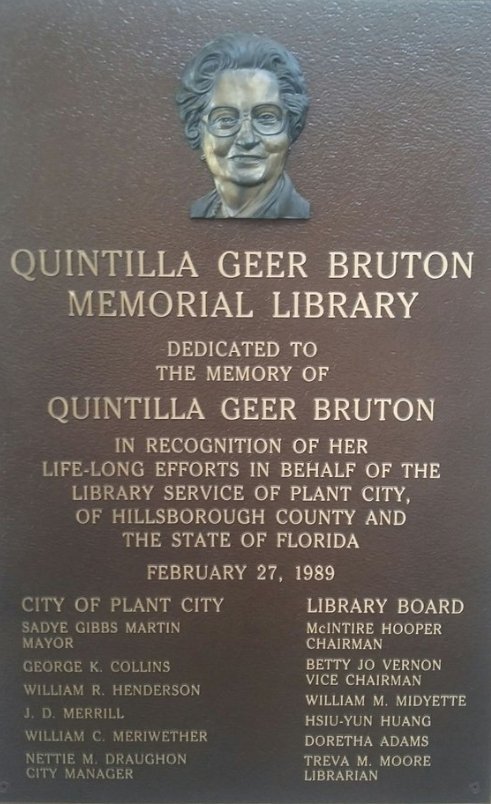 QUINTILLA GEER BRUTON
MEMORIAL LIBRARY
DEDICATED TO
THE MEMORY OF
QUINTILLA GEER BRUTON
IN RECOGNITION OF HER
LIFE-LONG EFFORTS IN BEHALF OF THE
LIBRARY SERVICE OF PLANT CITY,
OF HILLSBOROUGH COUNTY AND
THE STATE OF FLORIDA
FEBRUARY 27, 1989
CITY OF PLANT CITY
SADYE GIBBS MARTIN
MAYOR
GEORGE K. COLLINS
WILLIAM R. HENDERSON
J. D. MERRILL
WILLIAM C. MERIWETHER
NETTIE M. DRAUGHON
CITY MANAGER
LIBRARY BOARD
McINTIRE HOOPER
CHAIRMAN
BETTY JO VERNON
VICE CHAIRMAN
WILLIAM M. MIDYETTE
HSIU-YUN HUANG
DORETHA ADAMS
TREVA M. MOORE
LIBRARIAN